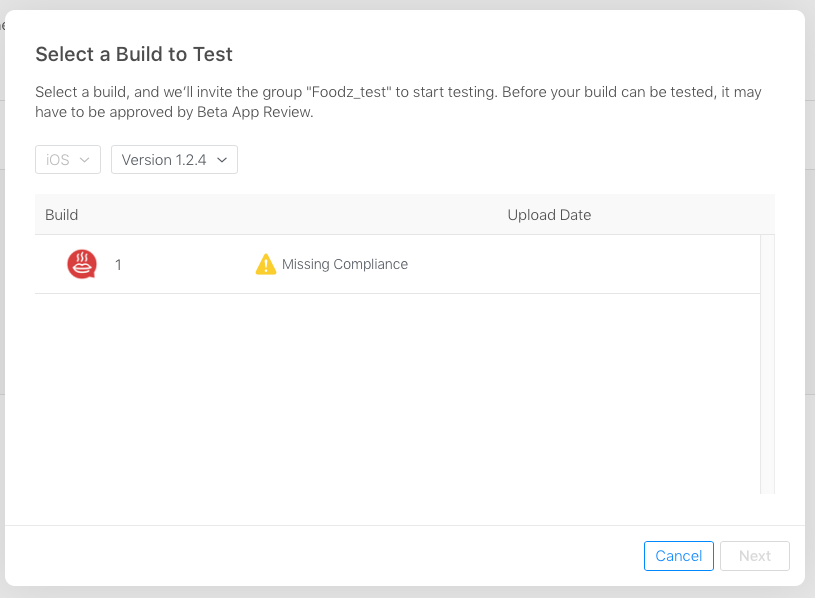 Select a Build to Test
Select a build, and we’ll invite the group "Foodz_test" to start testing. Before your build can be tested, it may
have to be approved by Beta App Review.
iOS Version 1.2.4
Build Upload Date
1 Missing Compliance
Cancel Next